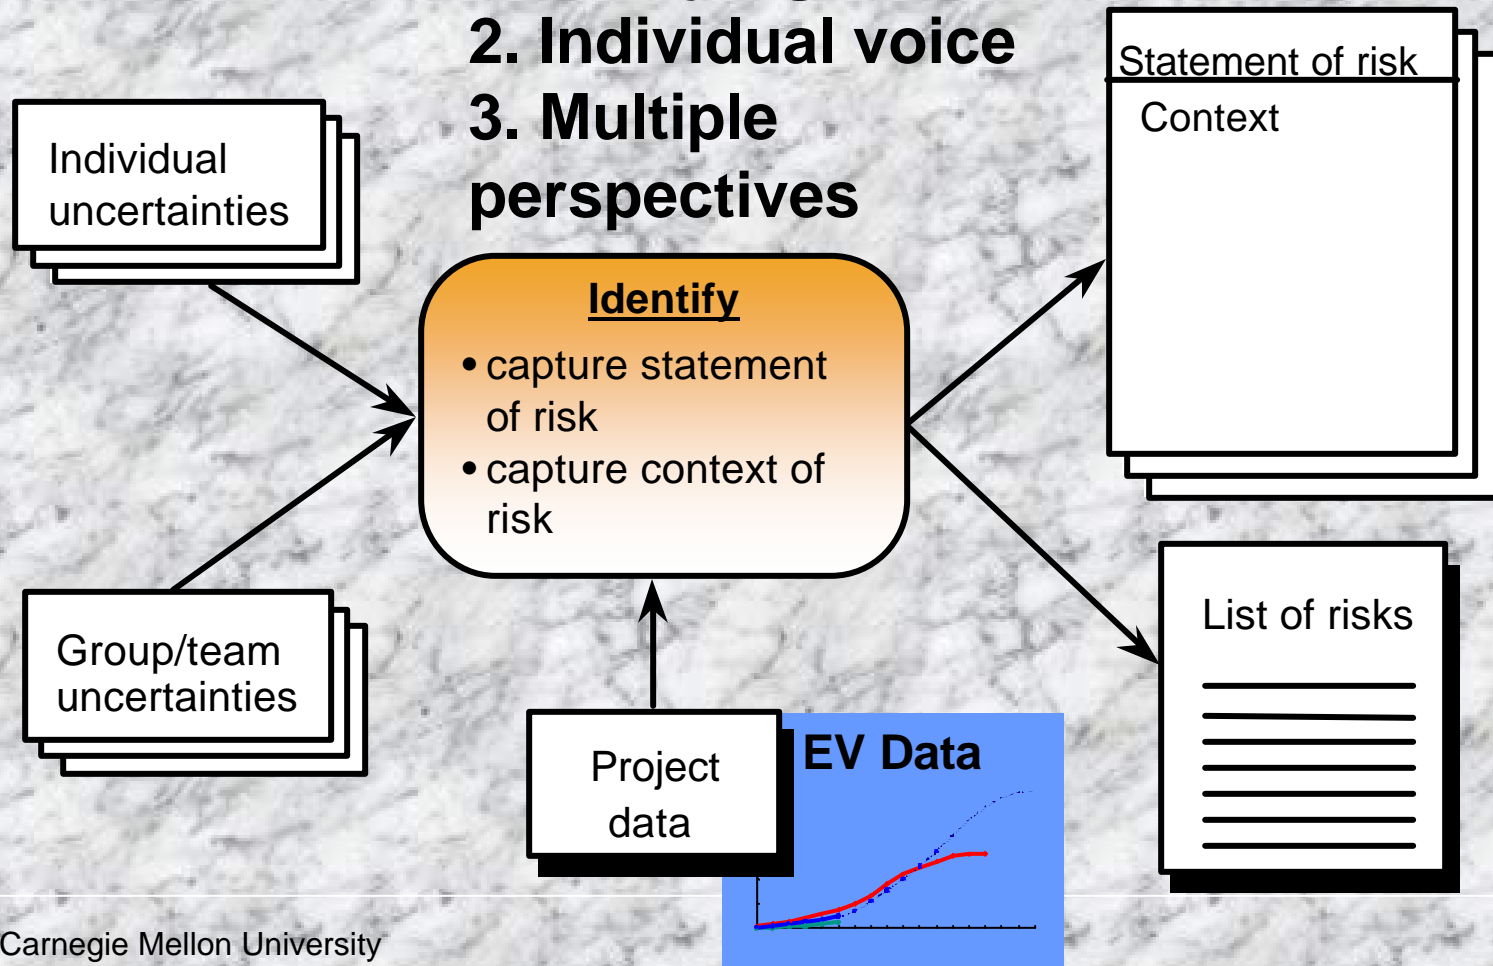 2. Individual voice
3. Multiple
perspectives
Individual
uncertainties
Statement of risk
Context
Identify
• capture statement
of risk
• capture context of
risk
Group/team
uncertainties
List of risks
Project
data
EV Data
Carnegie Mellon University